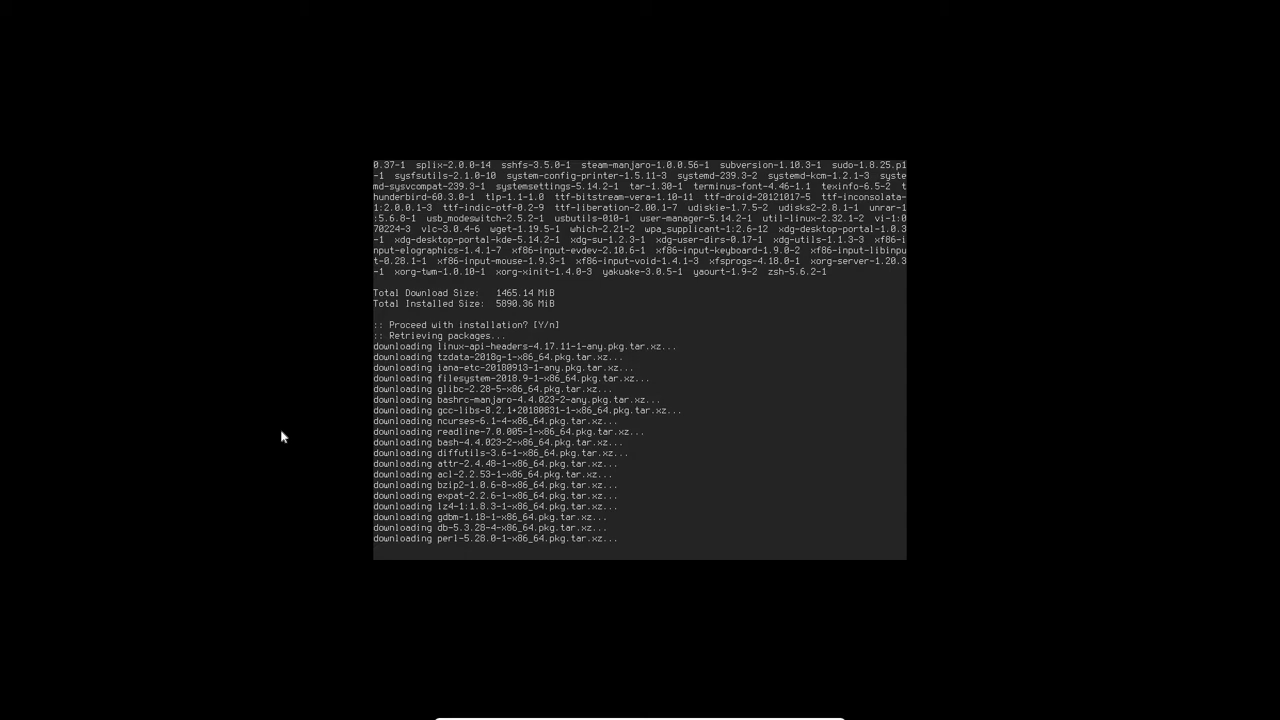 0.37-1  splix-2.0.0-14  sshfs-3.5.0-1  steam-manjaro-1.0.0.56-1  subversion-1.10.3-1  sudo-1.8.25.p1
-1  sysfsutils-2.1.0-10  system-config-printer-1.5.11-3  systemd-239.3-2  systemd-kcm-1.2.1-3  syste
md-sysvcompat-239.3-1  systemsettings-5.14.2-1  tar-1.30-1  terminus-font-4.46-1.1  texinfo-6.5-2  t
hunderbird-60.3.0-1  tlp-1.1-1.0  ttf-bitstream-vera-1.10-11  ttf-droid-20121017-5  ttf-inconsolata-
1:2.0.0.1-3  ttf-indic-otf-0.2-9  ttf-liberation-2.00.1-7  udiskie-1.7.5-2  udisks2-2.8.1-1  unrar-1
:5.6.8-1  usb_modeswitch-2.5.2-1  usbutils-010-1  user-manager-5.14.2-1  util-linux-2.32.1-2  vi-1:0
70224-3  vlc-3.0.4-6  wget-1.19.5-1  which-2.21-2  wpa_supplicant-1:2.6-12  xdg-desktop-portal-1.0.3
-1  xdg-desktop-portal-kde-5.14.2-1  xdg-su-1.2.3-1  xdg-user-dirs-0.17-1  xdg-utils-1.1.3-3  xf86-i
nput-elographics-1.4.1-7  xf86-input-evdev-2.10.6-1  xf86-input-keyboard-1.9.0-2  xf86-input-libinpu
t-0.28.1-1  xf86-input-mouse-1.9.3-1  xf86-input-void-1.4.1-3  xfsprogs-4.18.0-1  xorg-server-1.20.3
-1  xorg-twm-1.0.10-1  xorg-xinit-1.4.0-3  yakuake-3.0.5-1  yaourt-1.9-2  zsh-5.6.2-1
Total Download Size:   1465.14 MiB
Total Installed Size:  5890.36 MiB
:: Proceed with installation? [Y/n]
:: Retrieving packages...
downloading linux-api-headers-4.17.11-1-any.pkg.tar.xz...
downloading tzdata-2018g-1-x86_64.pkg.tar.xz...
downloading iana-etc-20180913-1-any.pkg.tar.xz...
downloading filesystem-2018.9-1-x86_64.pkg.tar.xz...
downloading glibc-2.28-5-x86_64.pkg.tar.xz...
downloading bashrc-manjaro-4.4.023-2-any.pkg.tar.xz...
downloading gcc-libs-8.2.1+20180831-1-x86_64.pkg.tar.xz...
downloading ncurses-6.1-4-x86_64.pkg.tar.xz...
downloading readline-7.0.005-1-x86_64.pkg.tar.xz...
downloading bash-4.4.023-2-x86_64.pkg.tar.xz...
downloading diffutils-3.6-1-x86_64.pkg.tar.xz...
downloading attr-2.4.48-1-x86_64.pkg.tar.xz...
downloading acl-2.2.53-1-x86_64.pkg.tar.xz...
downloading bzip2-1.0.6-8-x86_64.pkg.tar.xz...
downloading expat-2.2.6-1-x86_64.pkg.tar.xz...
downloading lz4-1:1.8.3-1-x86_64.pkg.tar.xz...
downloading gdbm-1.18-1-x86_64.pkg.tar.xz...
downloading db-5.3.28-4-x86_64.pkg.tar.xz...
downloading perl-5.28.0-1-x86_64.pkg.tar.xz...